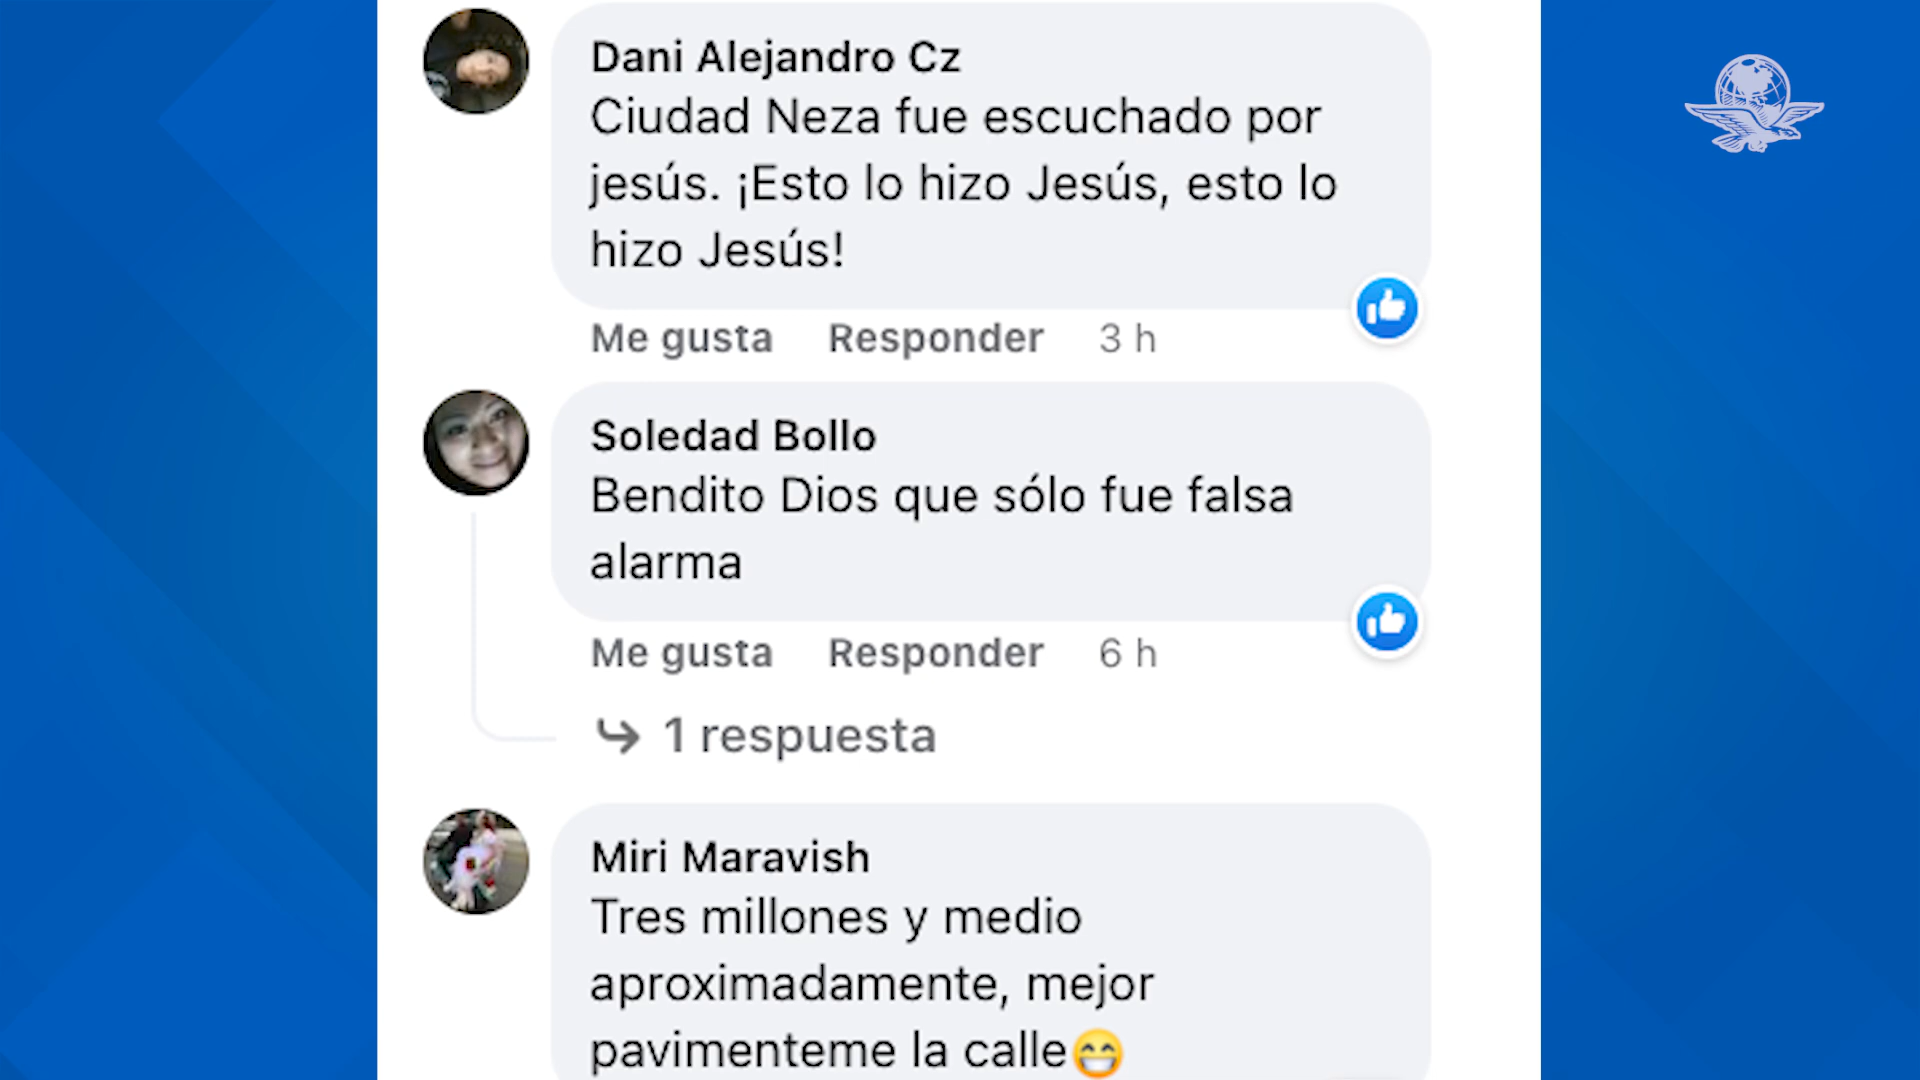 Dani Alejandro Cz
Ciudad Neza fue escuchado por
jesús. ¡Esto lo hizo Jesús, esto lo
hizo Jesús!
Me gusta Responder 3 h
Soledad Bollo
Bendito Dios que sólo fue falsa
alarma
Me gusta Responder 6 h
1 respuesta
Miri Maravish
Tres millones y medio
aproximadamente, mejor
pavimenteme la calle😁